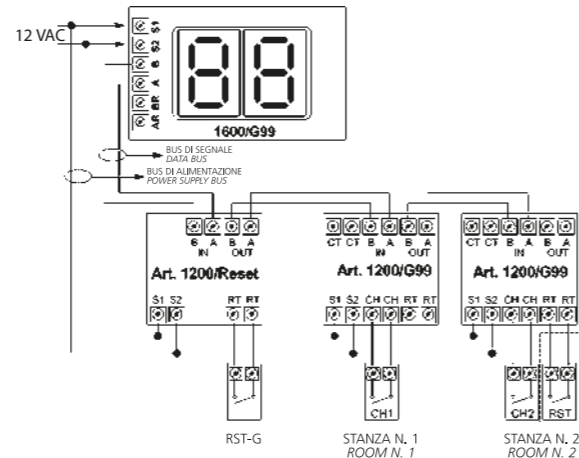 12 VAC
S1
S2
B
A
BR
AR
88
1600/G99
BUS DI SEGNALE
DATA BUS
BUS DI ALIMENTAZIONE
POWER SUPPLY BUS
B A B A
IN OUT
Art. 1200/Reset
S1 S2 RT RT
RST-G
CT CT B A B A
IN OUT
Art. 1200/G99
S1 S2 CH CH RT RT
CH1
STANZA N. 1
ROOM N. 1
CT CT B A B A
IN OUT
Art. 1200/G99
S1 S2 CH CH RT RT
CH2 RST
STANZA N. 2
ROOM N. 2